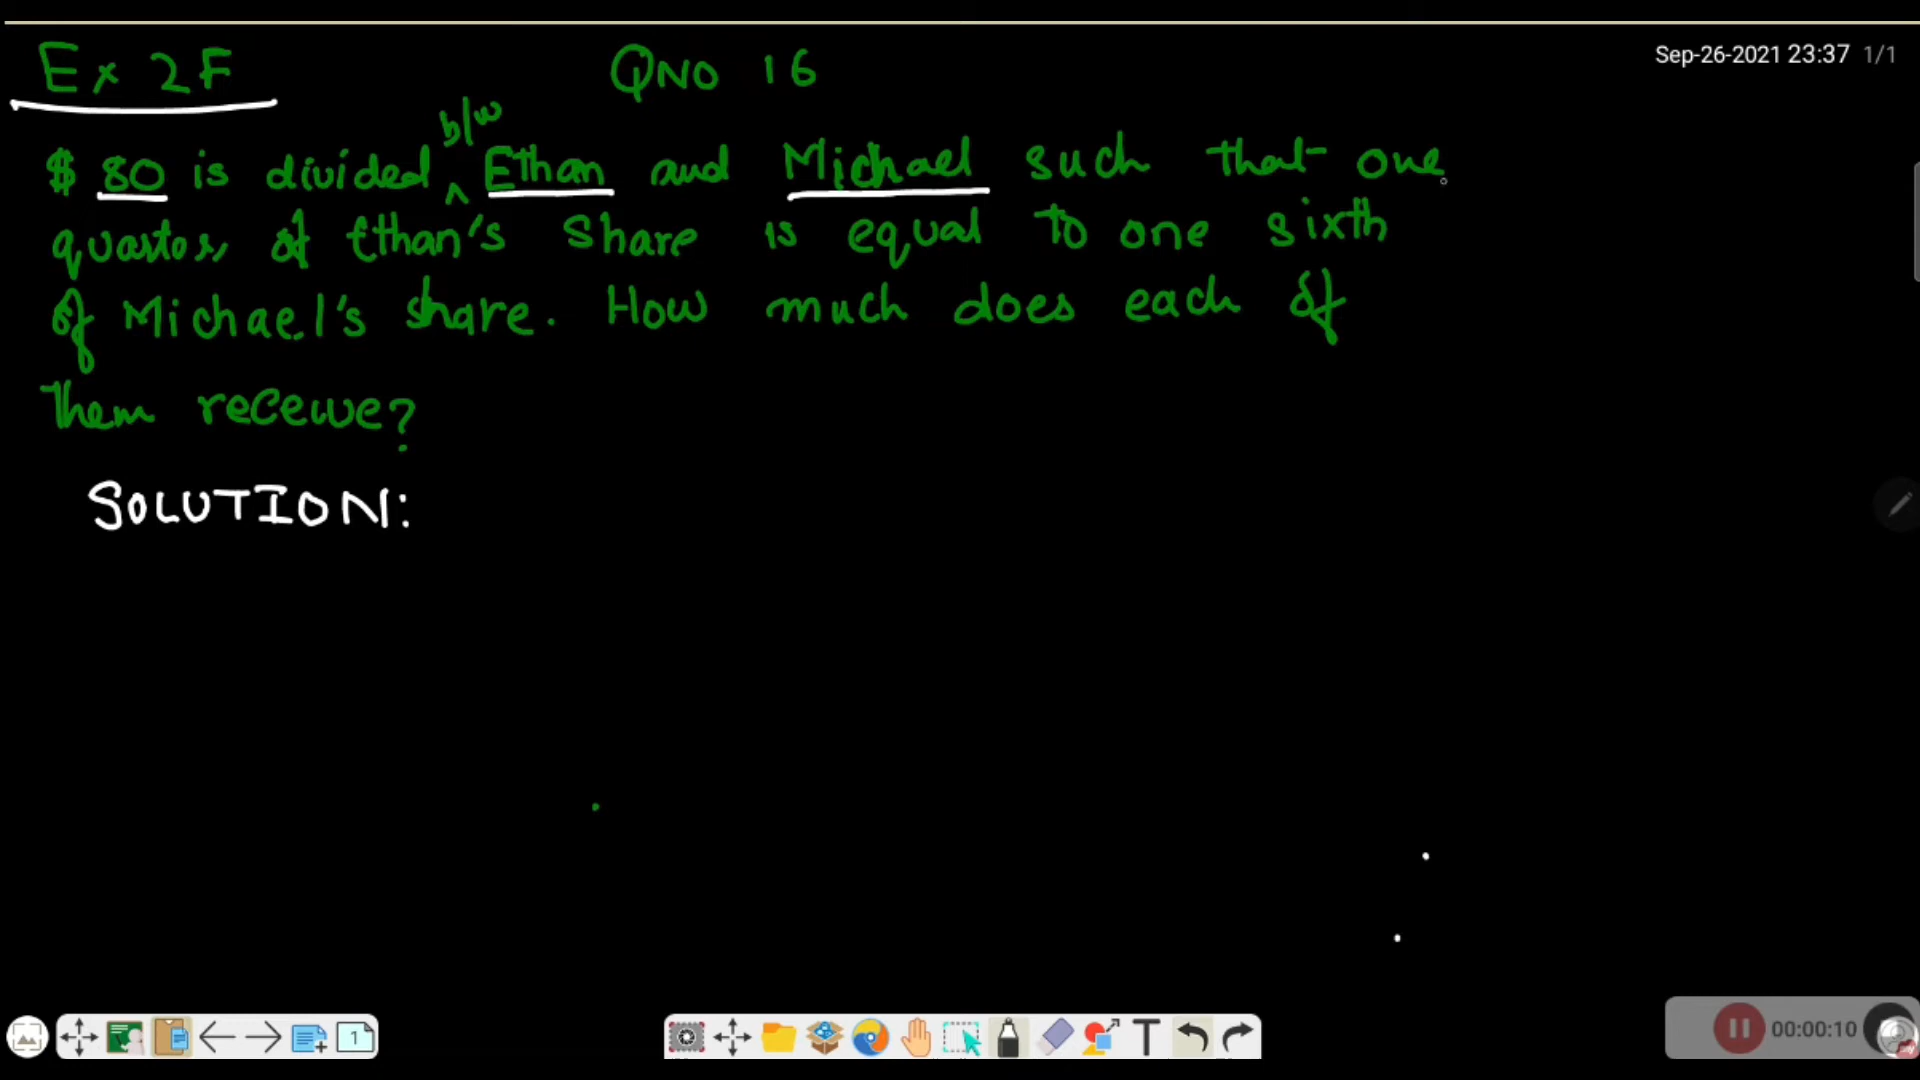 Ex 2F QNO 16
Sep-26-2021 23:37 1/1
b/w
$ 80 is divided ^ Ethan and Michael such that one
quarter of Ethan's share is equal to one sixth
of Michael's share. How much does each of
them receive?
SOLUTION:
1
T
00:00:10